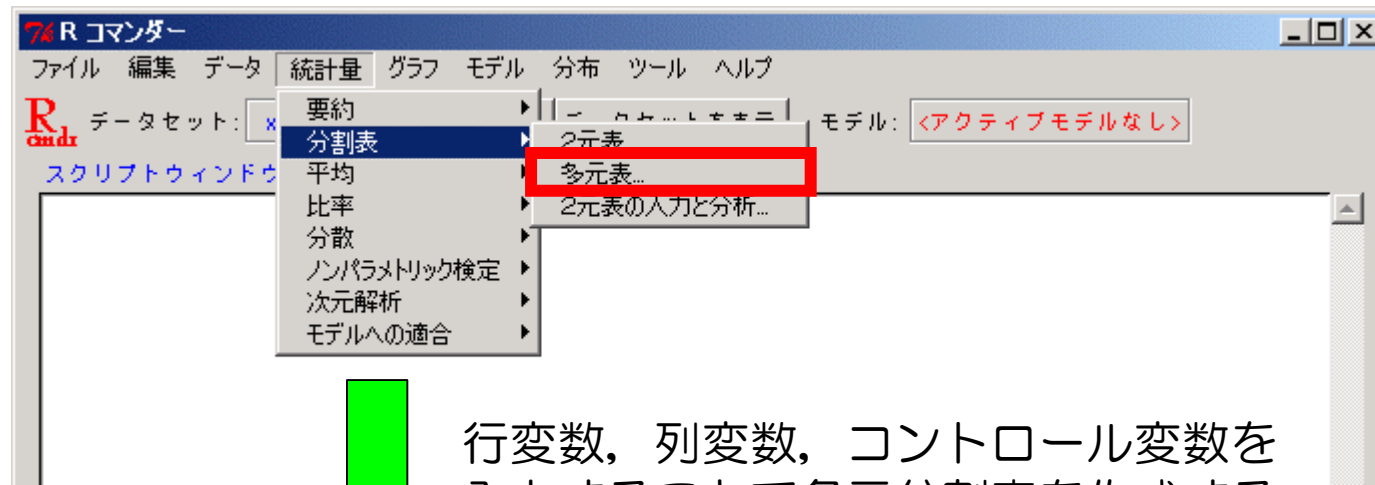 R コマンダー
ファイル 編集 データ 統計量 グラフ モデル 分布 ツール ヘルプ
R cmdr データセット: x モデル: <アクティブモデルなし>
スクリプトウィンドウ
要約
分割表
平均
比率
分散
ノンパラメトリック検定
次元解析
モデルへの適合
2元表
多元表...
2元表の入力と分析...
行変数，列変数，コントロール変数を